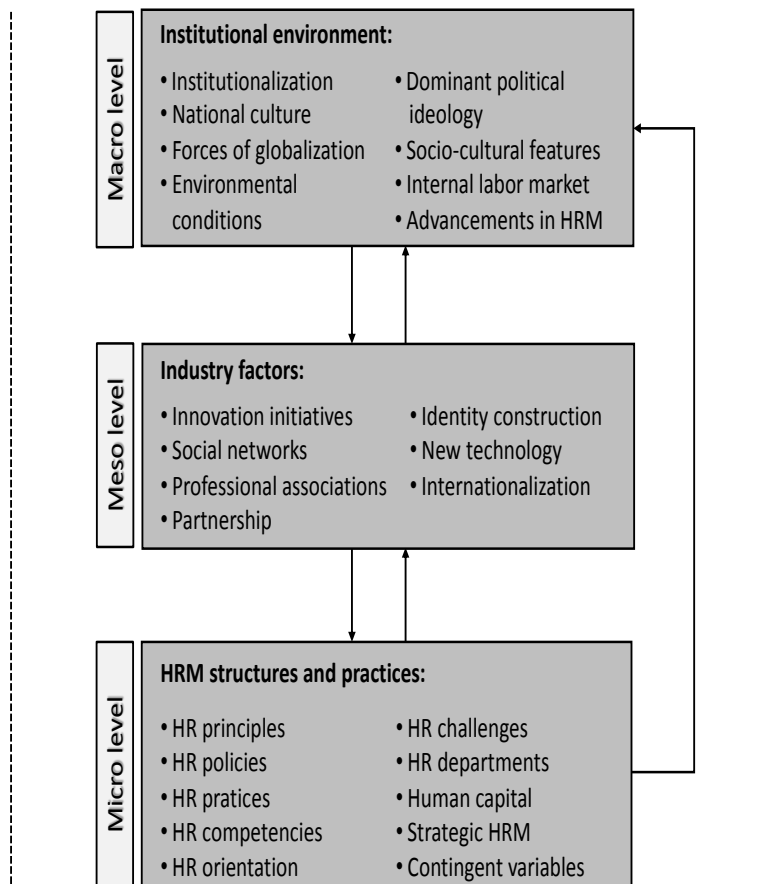 Macro level
Institutional environment:
• Institutionalization
• National culture
• Forces of globalization
• Environmental
conditions
• Dominant political
ideology
• Socio-cultural features
• Internal labor market
• Advancements in HRM
Meso level
Industry factors:
• Innovation initiatives
• Social networks
• Professional associations
• Partnership
• Identity construction
• New technology
• Internationalization
Micro level
HRM structures and practices:
• HR principles
• HR policies
• HR pratices
• HR competencies
• HR orientation
• HR challenges
• HR departments
• Human capital
• Strategic HRM
• Contingent variables